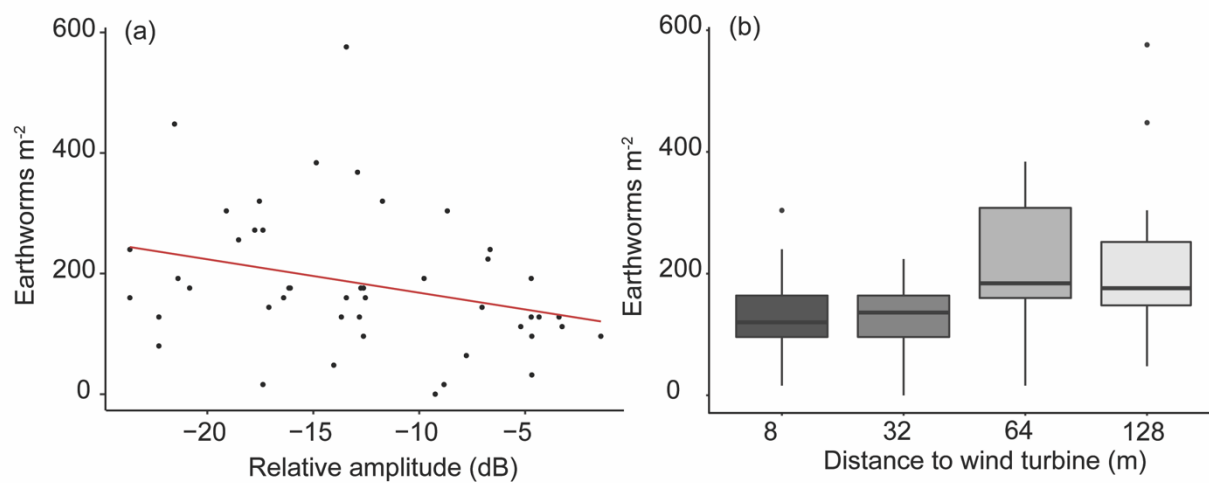 (a)
600
400
200
0
Earthworms m⁻²
−20 −15 −10 −5
Relative amplitude (dB)
(b)
600
400
200
0
Earthworms m⁻²
8 32 64 128
Distance to wind turbine (m)